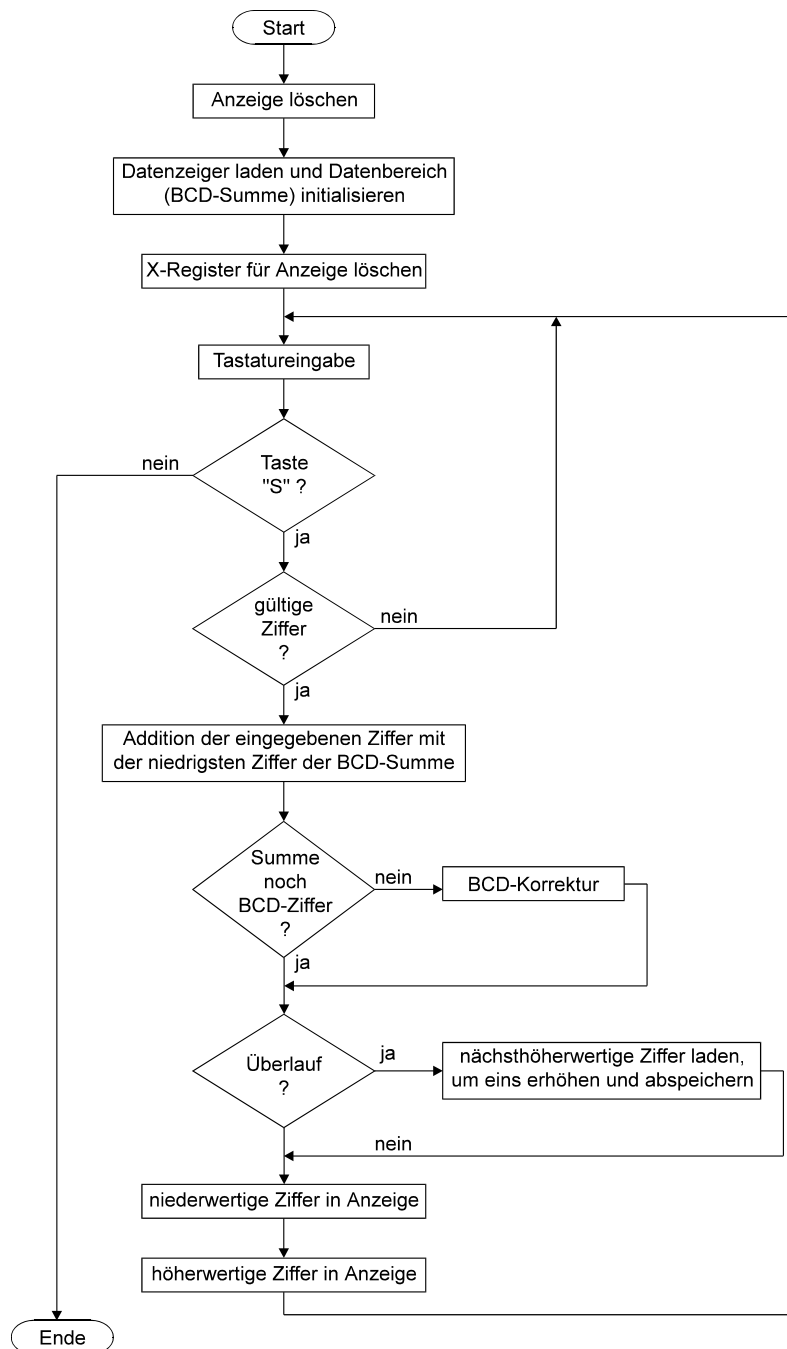 Start
Anzeige löschen
Datenzeiger laden und Datenbereich
(BCD-Summe) initialisieren
X-Register für Anzeige löschen
Tastatureingabe
nein
Taste
"S" ?
ja
gültige
Ziffer
?
nein
ja
Addition der eingegebenen Ziffer mit
der niedrigsten Ziffer der BCD-Summe
Summe
noch
BCD-Ziffer
?
nein
BCD-Korrektur
ja
Überlauf
?
ja
nächsthöherwertige Ziffer laden,
um eins erhöhen und abspeichern
nein
niederwertige Ziffer in Anzeige
höherwertige Ziffer in Anzeige
Ende